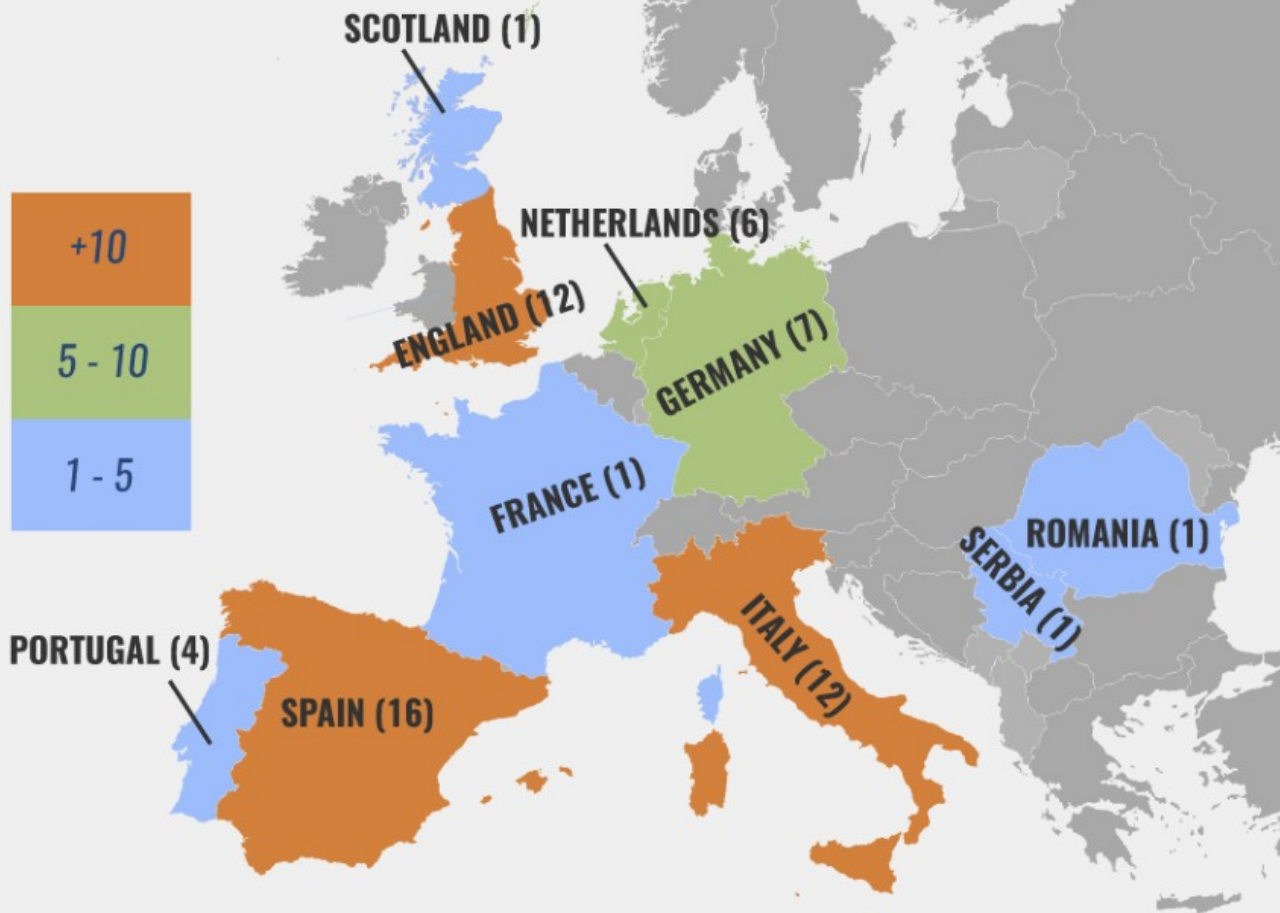 SCOTLAND (1)
+10
5 - 10
1 - 5
NETHERLANDS (6)
ENGLAND (12)
GERMANY (7)
FRANCE (1)
ROMANIA (1)
SERBIA (1)
ITALY (12)
PORTUGAL (4)
SPAIN (16)